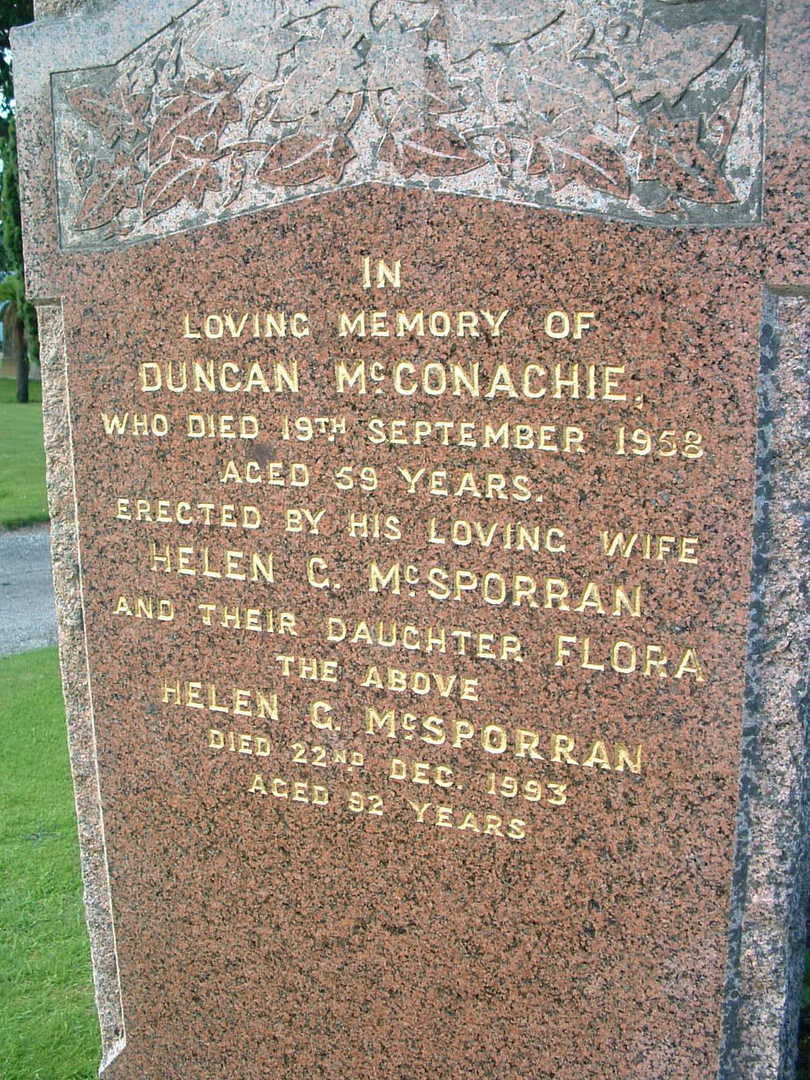 IN
LOVING MEMORY OF
DUNCAN McCONACHIE,
WHO DIED 19TH SEPTEMBER 1958
AGED 59 YEARS.
ERECTED BY HIS LOVING WIFE
HELEN G. McSPORRAN
AND THEIR DAUGHTER FLORA
THE ABOVE
HELEN G. McSPORRAN
DIED 22ND DEC. 1993
AGED 92 YEARS